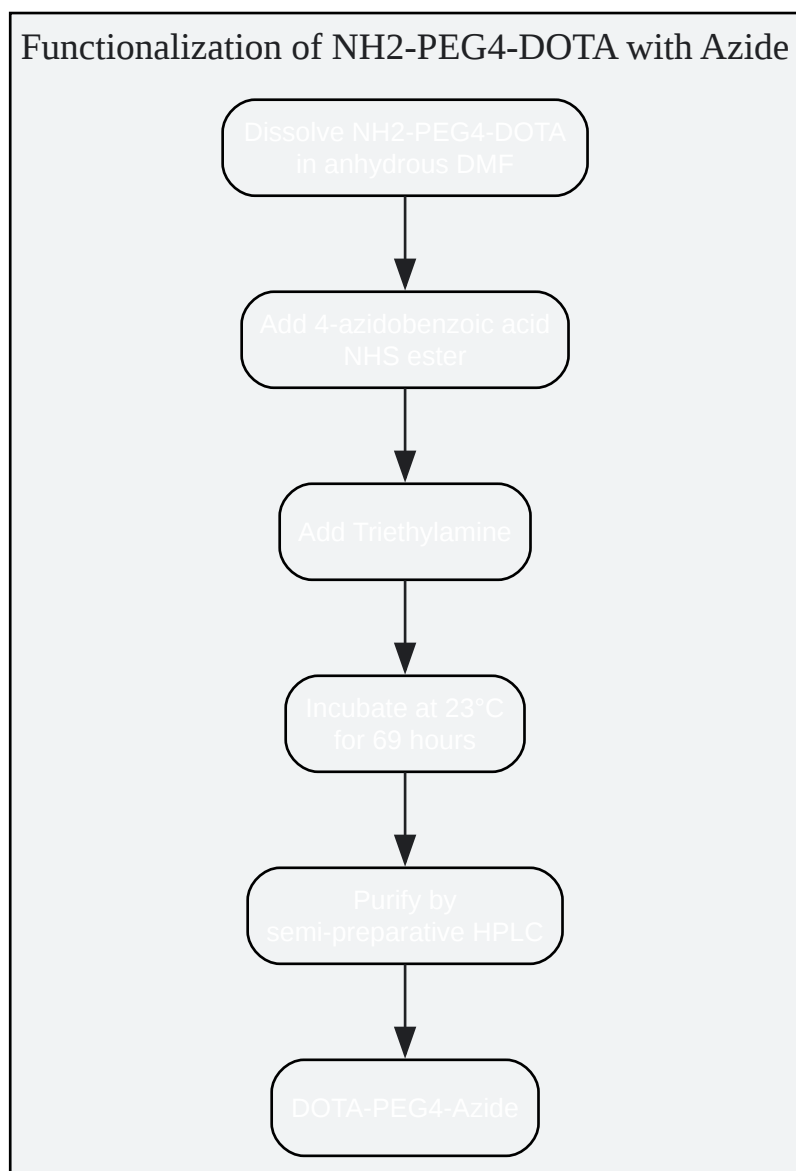 Functionalization of NH2-PEG4-DOTA with Azide
Dissolve NH2-PEG4-DOTA
in anhydrous DMF
Add 4-azidobenzoic acid
NHS ester
Add Triethylamine
Incubate at 23°C
for 69 hours
Purify by
semi-preparative HPLC
DOTA-PEG4-Azide